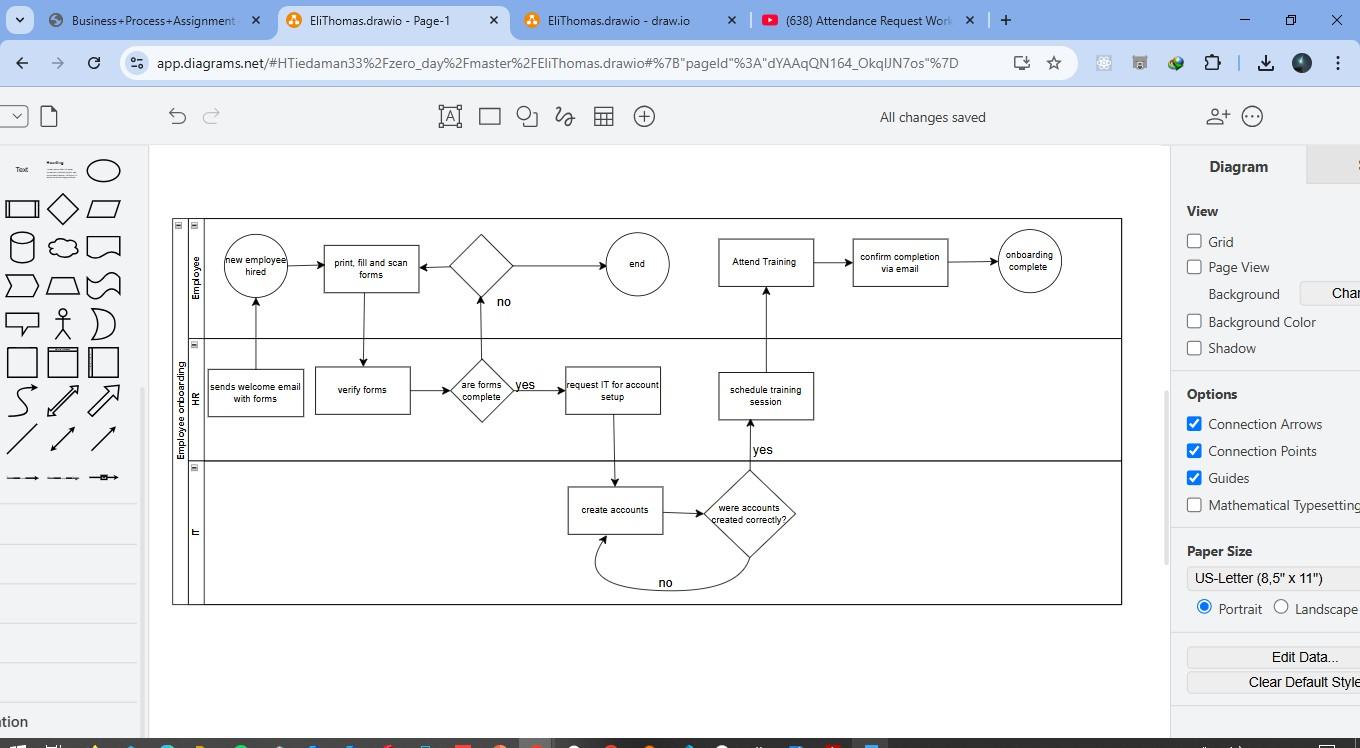 Business+Process+Assignment
EliThomas.drawio - Page-1
EliThomas.drawio - draw.io
(638) Attendance Request Wor
app.diagrams.net/#HTiedaman33%2Fzero_day%2Fmaster%2FEliThomas.drawio#%7B"pageId"%3A"dYAAqQN164_OkqIJN7os"%7D
All changes saved
Text
Heading
Diagram
View
Grid
Page View
Background
Char
Background Color
Shadow
Options
Connection Arrows
Connection Points
Guides
Mathematical Typesetting
Paper Size
US-Letter (8,5" x 11")
Portrait
Landscape
Edit Data...
Clear Default Style
Employee onboarding
Employee
new employee
hired
print, fill and scan
forms
no
end
Attend Training
confirm completion
via email
onboarding
complete
HR
sends welcome email
with forms
verify forms
are forms
complete
yes
request IT for account
setup
schedule training
session
yes
IT
create accounts
were accounts
created correctly?
no
tion